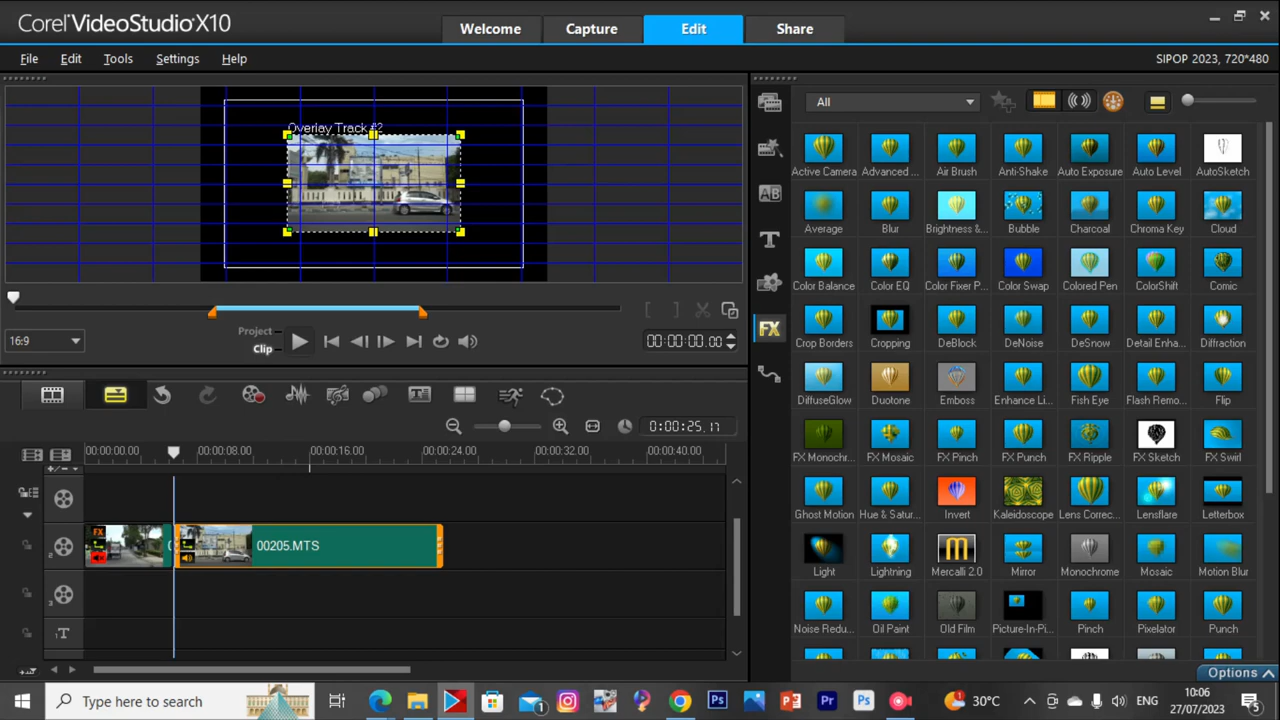 Corel VideoStudio X10
Welcome
Capture
Edit
Share
File
Edit
Tools
Settings
Help
SIPOP 2023, 720*480
Overlay Track #2
All
Active Camera
Advanced ...
Air Brush
Anti-Shake
Auto Exposure
Auto Level
AutoSketch
Average
Blur
Brightness & ...
Bubble
Charcoal
Chroma Key
Cloud
Color Balance
Color EQ
Color Fixer P...
Color Swap
Colored Pen
ColorShift
Comic
Crop Borders
Cropping
DeBlock
DeNoise
DeSnow
Detail Enha...
Diffraction
DiffuseGlow
Duotone
Emboss
Enhance Li...
Fish Eye
Flash Remo...
Flip
FX Monochr...
FX Mosaic
FX Pinch
FX Punch
FX Ripple
FX Sketch
FX Swirl
Ghost Motion
Hue & Satur...
Invert
Kaleidoscope
Lens Correc...
Lensflare
Letterbox
Light
Lightning
Mercalli 2.0
Mirror
Monochrome
Mosaic
Motion Blur
Noise Redu...
Oil Paint
Old Film
Picture-In-Pi...
Pinch
Pixelator
Punch
Options
16:9
Project
Clip
00:00:00.00
0:00:25.17
00:00:00.00
00:00:08.00
00:00:16.00
00:00:24.00
00:00:32.00
00:00:40.00
FX
00205.MTS
Type here to search
30°C
ENG
10:06
27/07/2023